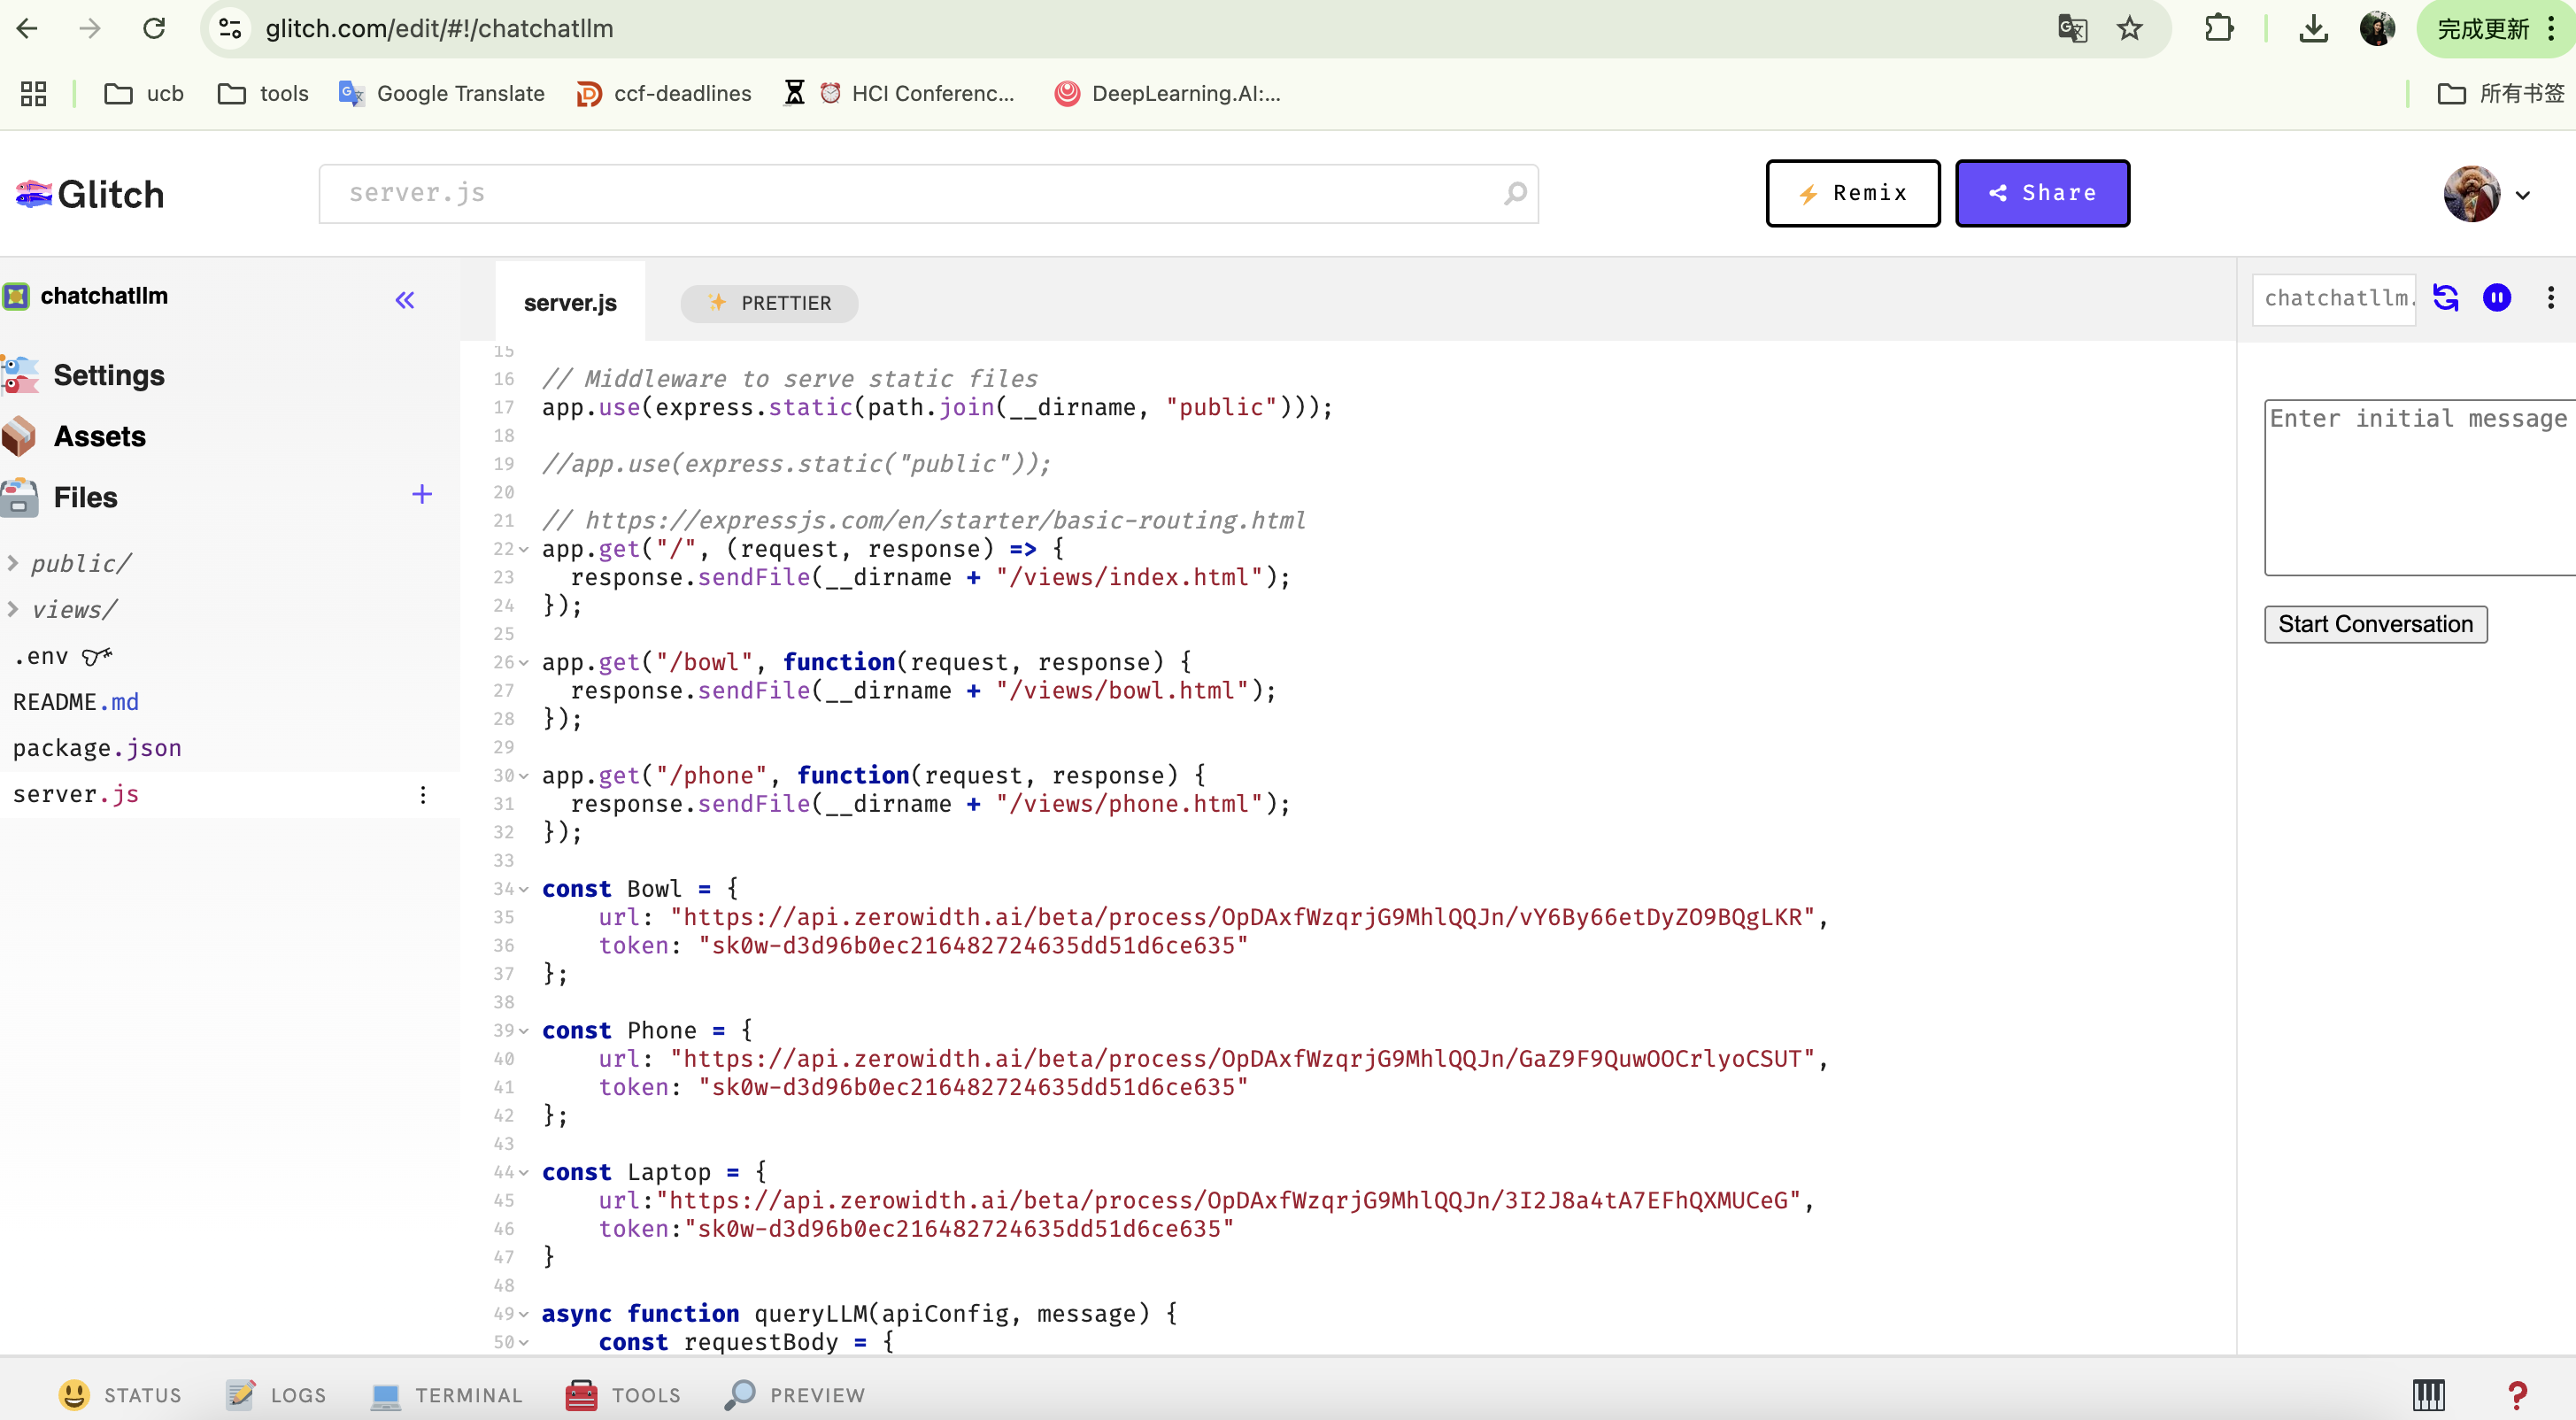 glitch.com/edit/#!/chatchatllm
完成更新
ucb
tools
Google Translate
ccf-deadlines
HCI Conferenc...
DeepLearning.AI:...
所有书签
Glitch
server.js
Remix
Share
chatchatllm
Settings
Assets
Files
public/
views/
.env
README.md
package.json
server.js
server.js
PRETTIER
15
16 // Middleware to serve static files
17 app.use(express.static(path.join(__dirname, "public")));
18
19 //app.use(express.static("public"));
20
21 // https://expressjs.com/en/starter/basic-routing.html
22 app.get("/", (request, response) => {
23 response.sendFile(__dirname + "/views/index.html");
24 });
25
26 app.get("/bowl", function(request, response) {
27 response.sendFile(__dirname + "/views/bowl.html");
28 });
29
30 app.get("/phone", function(request, response) {
31 response.sendFile(__dirname + "/views/phone.html");
32 });
33
34 const Bowl = {
35 url: "https://api.zerowidth.ai/beta/process/OpDAxfWzqrjG9MhlQQJn/vY6By66etDyZO9BQgLKR",
36 token: "sk0w-d3d96b0ec216482724635dd51d6ce635"
37 };
38
39 const Phone = {
40 url: "https://api.zerowidth.ai/beta/process/OpDAxfWzqrjG9MhlQQJn/GaZ9F9QuwOOCrlyoCSUT",
41 token: "sk0w-d3d96b0ec216482724635dd51d6ce635"
42 };
43
44 const Laptop = {
45 url:"https://api.zerowidth.ai/beta/process/OpDAxfWzqrjG9MhlQQJn/3I2J8a4tA7EFhQXMUCeG",
46 token:"sk0w-d3d96b0ec216482724635dd51d6ce635"
47 }
48
49 async function queryLLM(apiConfig, message) {
50 const requestBody = {
chatchatllm.
Enter initial message
Start Conversation
STATUS
LOGS
TERMINAL
TOOLS
PREVIEW